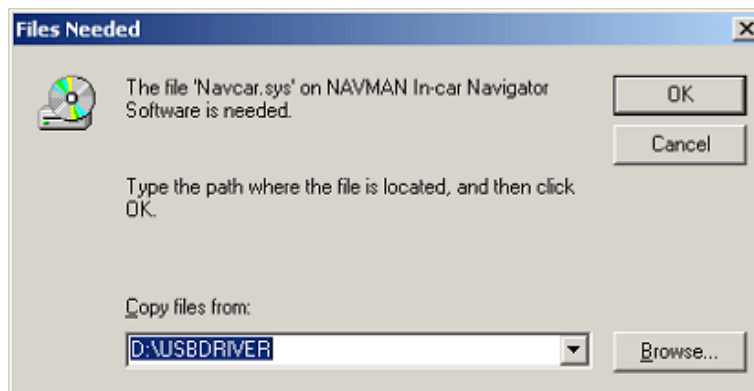 Files Needed
The file 'Navcar.sys' on NAVMAN In-car Navigator
Software is needed.
OK
Cancel
Type the path where the file is located, and then click
OK.
Copy files from:
D:\USBDRIVER
Browse...